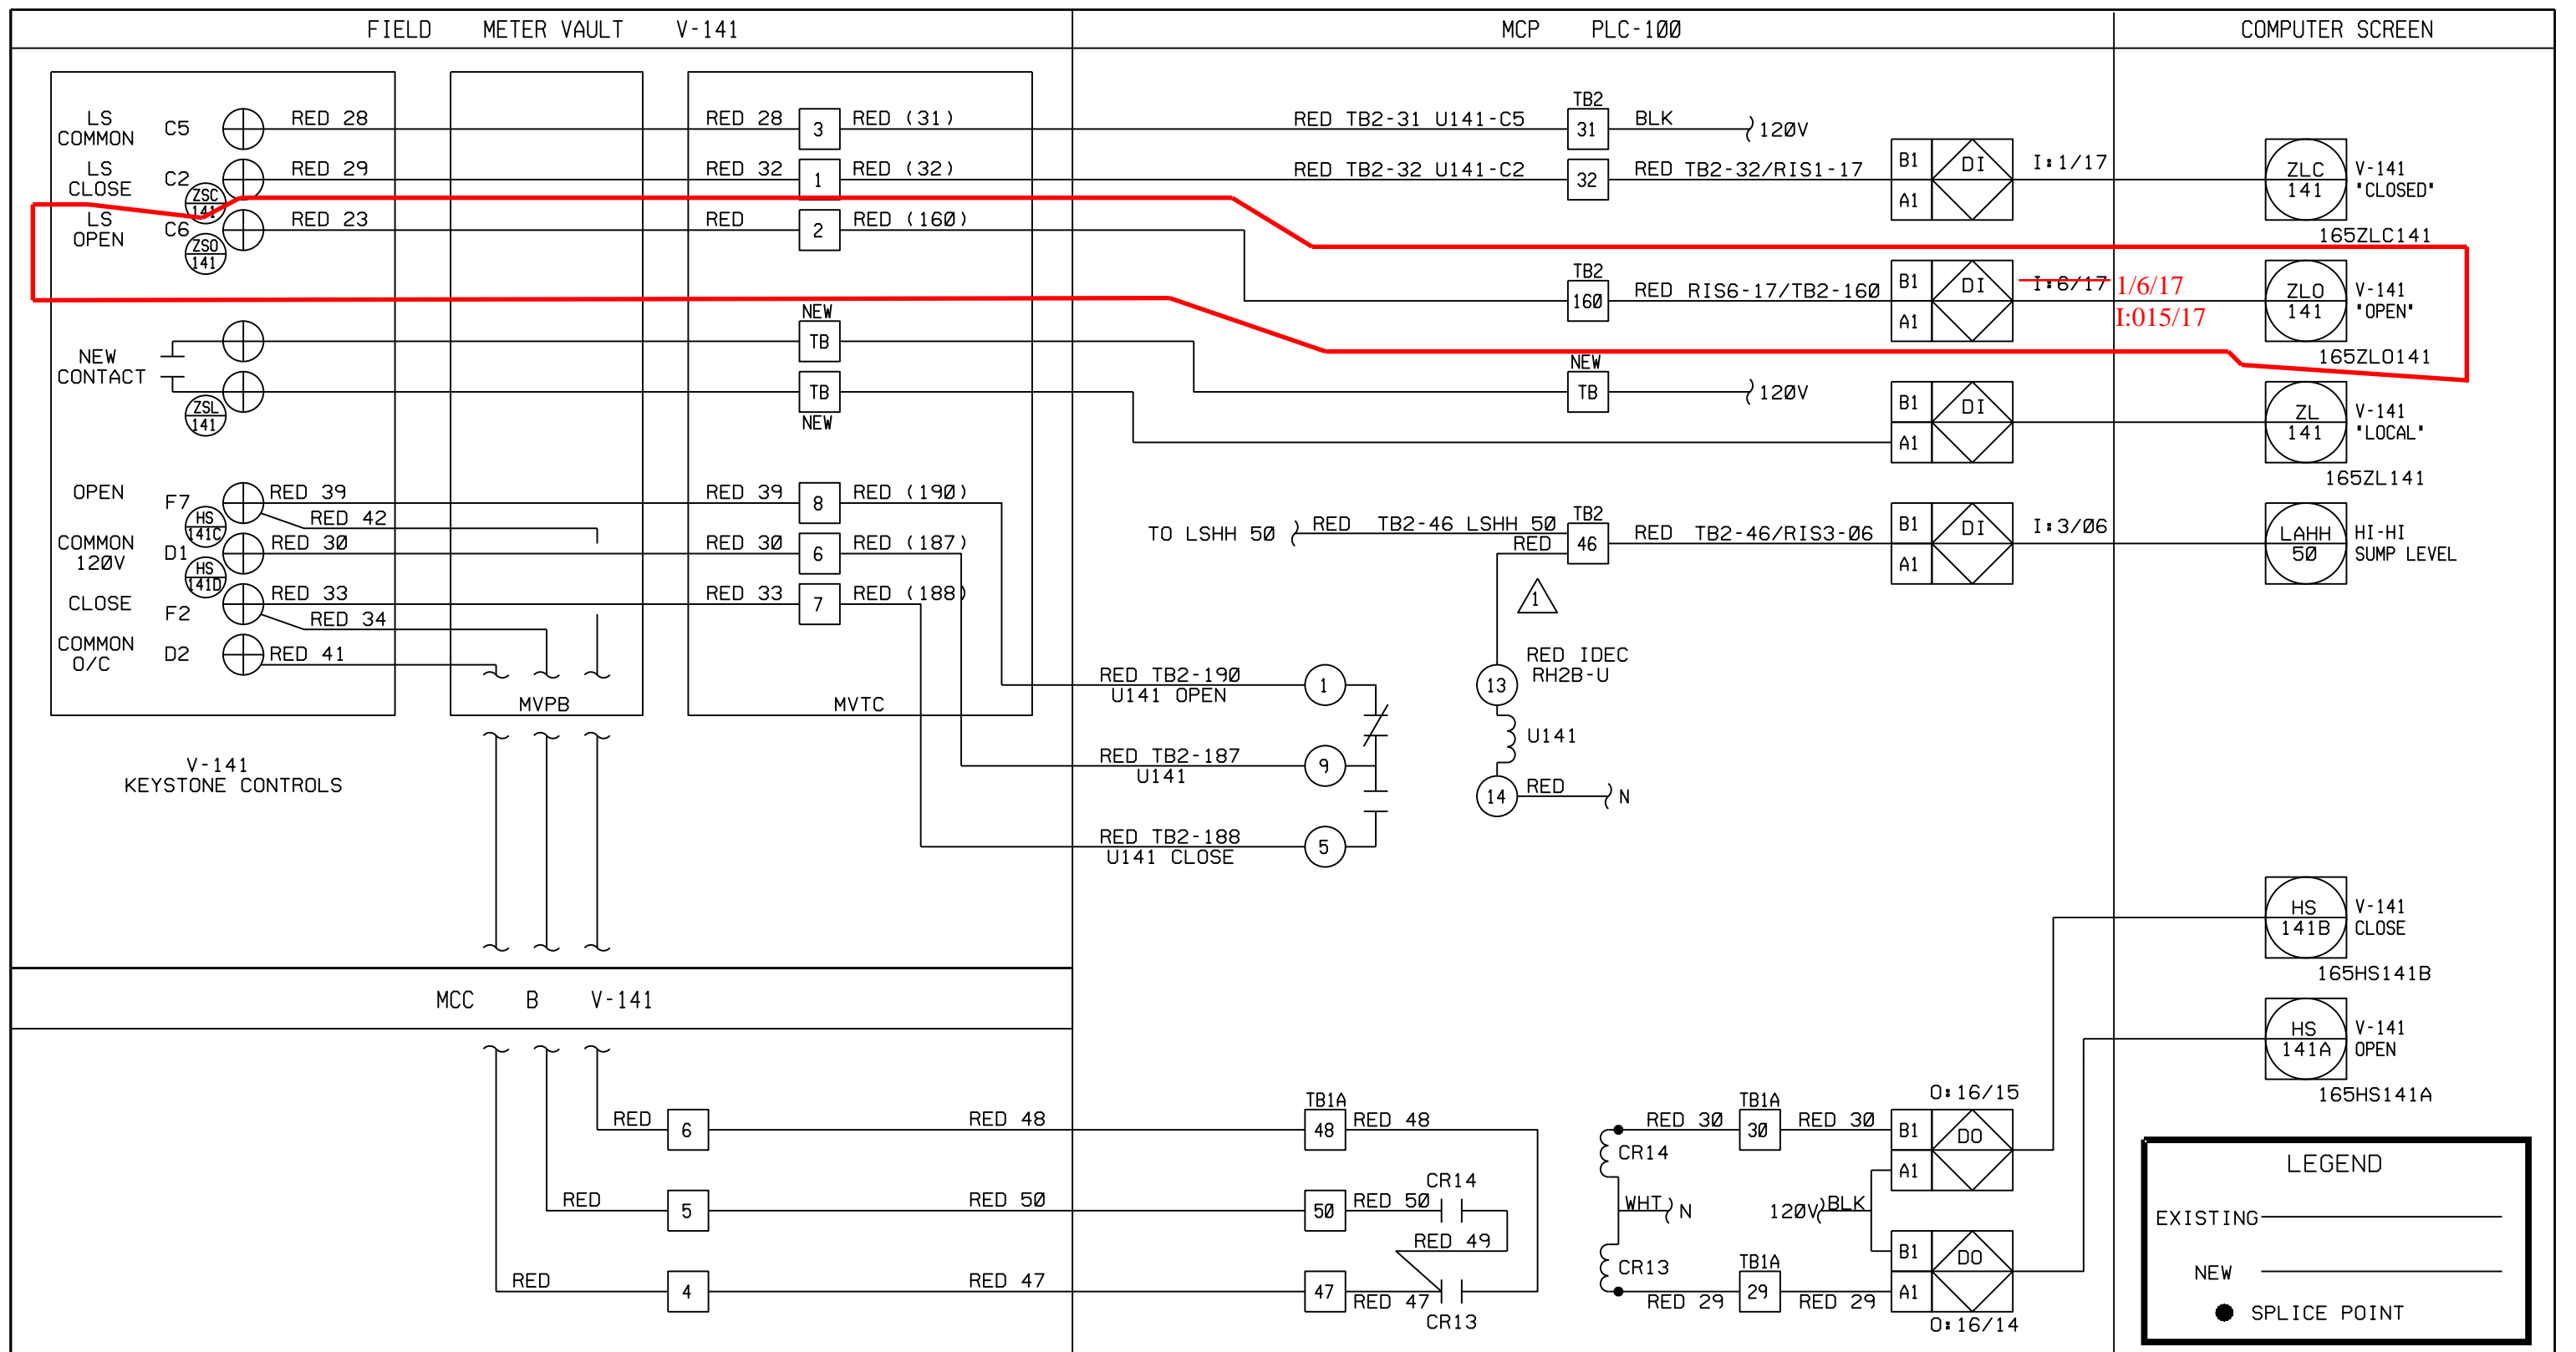 FIELD METER VAULT V-141
MCP PLC-100
COMPUTER SCREEN
LS
COMMON
C5
RED 28
RED 28
3
RED (31)
RED TB2-31 U141-C5
TB2
31
BLK
120V
LS
CLOSE
C2
ZSC
141
RED 29
RED 32
1
RED (32)
RED TB2-32 U141-C2
32
RED TB2-32/RIS1-17
B1
A1
DI
I:1/17
ZLC
141
V-141
"CLOSED"
165ZLC141
LS
OPEN
C6
ZSO
141
RED 23
RED
2
RED (160)
TB2
160
RED RIS6-17/TB2-160
B1
A1
DI
I:6/17
1/6/17
I:015/17
ZLO
141
V-141
"OPEN"
165ZLO141
NEW
CONTACT
ZSL
141
NEW
TB
TB
NEW
NEW
TB
120V
B1
A1
DI
ZL
141
V-141
"LOCAL"
165ZL141
OPEN
F7
HS
141C
RED 39
RED 42
RED 39
8
RED (190)
COMMON
120V
D1
HS
141D
RED 30
RED 30
6
RED (187)
CLOSE
F2
RED 33
RED 34
RED 33
7
RED (188)
COMMON
O/C
D2
RED 41
MVPB
MVTC
V-141
KEYSTONE CONTROLS
TO LSHH 50
RED TB2-46 LSHH 50
RED
TB2
46
RED TB2-46/RIS3-06
B1
A1
DI
I:3/06
LAHH
50
HI-HI
SUMP LEVEL
1
RED IDEC
RH2B-U
13
U141
14
RED
N
RED TB2-190
U141 OPEN
1
RED TB2-187
U141
9
RED TB2-188
U141 CLOSE
5
HS
141B
V-141
CLOSE
165HS141B
HS
141A
V-141
OPEN
165HS141A
MCC B V-141
RED
6
RED 48
TB1A
48
RED 48
RED
5
RED 50
50
RED 50
CR14
RED 49
RED
4
RED 47
47
RED 47
CR13
CR14
RED 30
TB1A
30
RED 30
B1
A1
DO
O:16/15
WHT
N
120V
BLK
CR13
RED 29
TB1A
29
RED 29
B1
A1
DO
O:16/14
LEGEND
EXISTING
NEW
SPLICE POINT